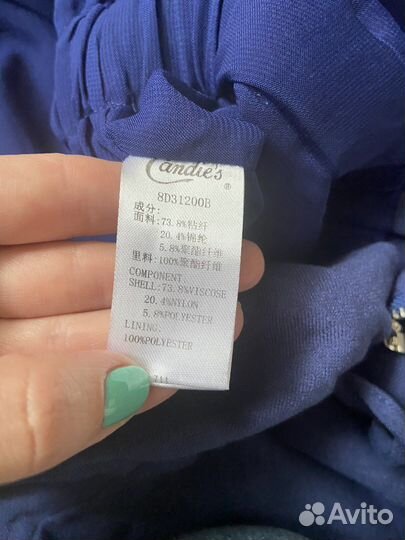 Candie's ®
8D31200B
成分:
面料:73.8%粘纤
20.4%锦纶
5.8%聚酯纤维
里料:100%聚酯纤维
COMPONENT
SHELL:73.8%VISCOSE
20.4%NYLON
5.8%POLYESTER
LINING:
100%POLYESTER
711
Avito